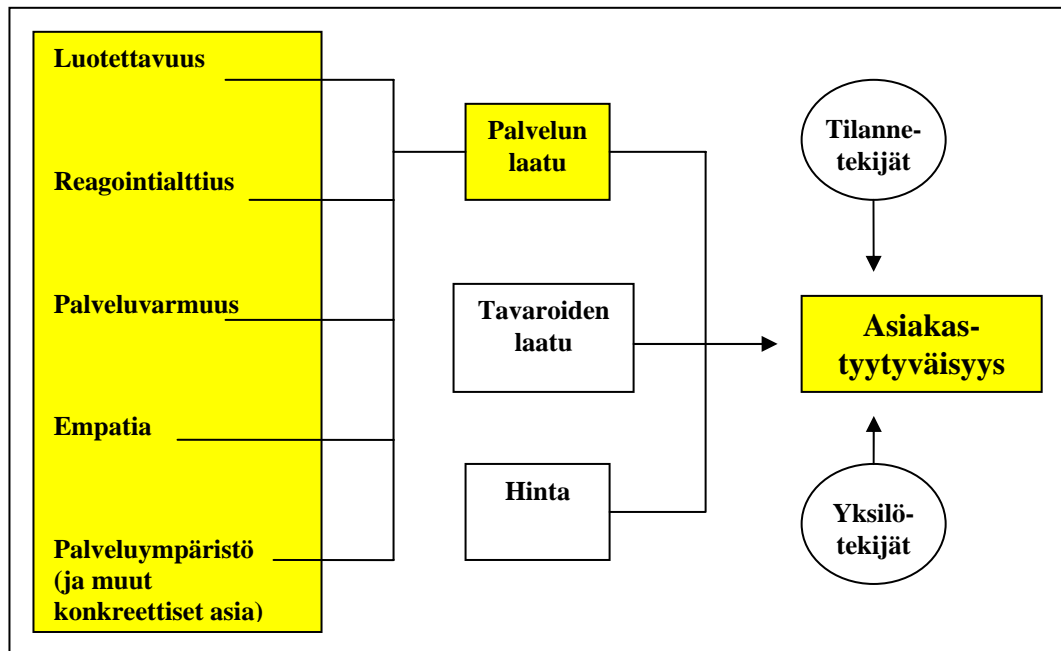 Luotettavuus
Reagointialttius
Palveluvarmuus
Empatia
Palveluympäristö
(ja muut
konkreettiset asia)
Palvelun
laatu
Tavaroiden
laatu
Hinta
Tilanne-
tekijät
Asiakas-
tyytyväisyys
Yksilö-
tekijät